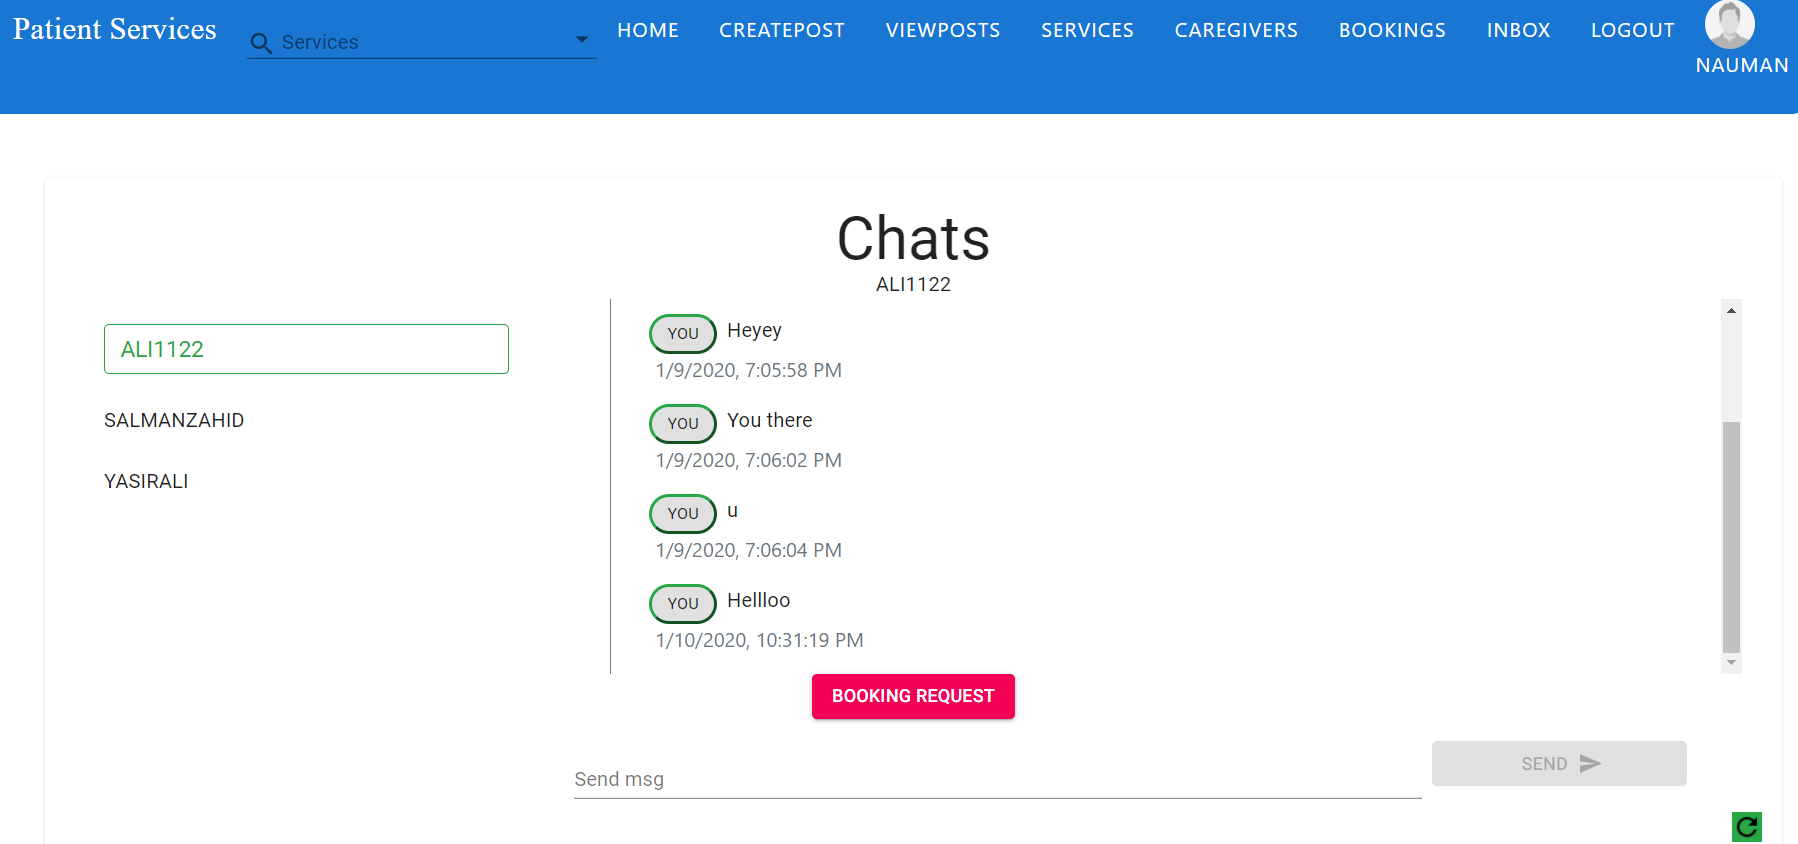 Patient Services
Services
HOME CREATEPOST VIEWPOSTS SERVICES CAREGIVERS BOOKINGS INBOX LOGOUT
NAUMAN
Chats
ALI1122
ALI1122
SALMANZAHID
YASIRALI
YOU Heyey
1/9/2020, 7:05:58 PM
YOU You there
1/9/2020, 7:06:02 PM
YOU u
1/9/2020, 7:06:04 PM
YOU Hellloo
1/10/2020, 10:31:19 PM
BOOKING REQUEST
Send msg
SEND